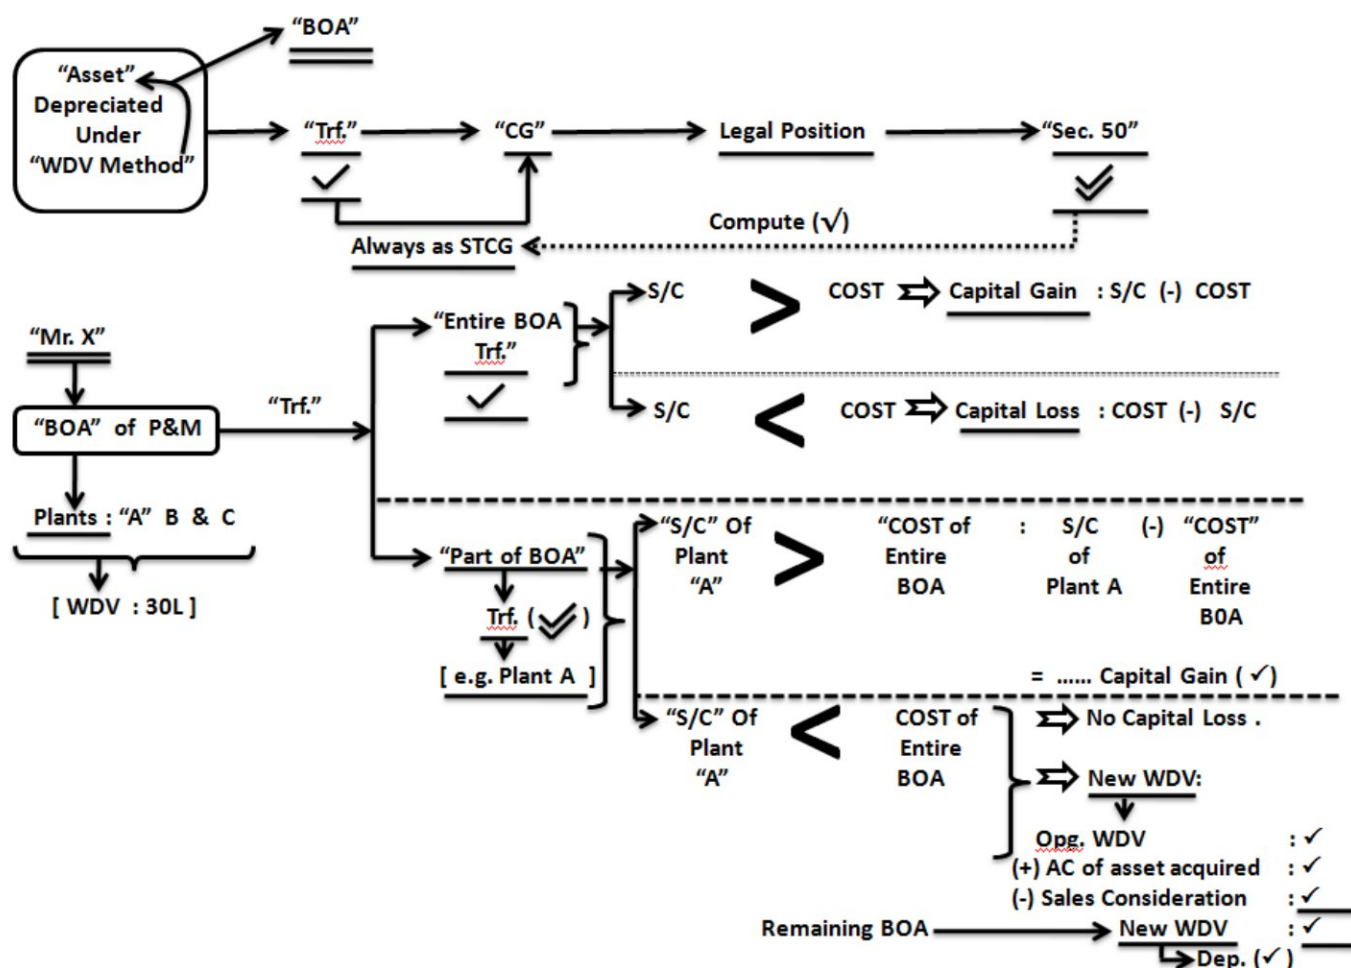 “BOA”
“Asset”
Depreciated
Under
“WDV Method”
“Trf.” “CG” Legal Position “Sec. 50”
✓
Compute (√)
Always as STCG
“Mr. X”
“BOA” of P&M
Plants : “A” B & C
[ WDV : 30L ]
“Trf.”
“Entire BOA
Trf.”
✓
S/C > COST ⇒ Capital Gain : S/C (-) COST
S/C < COST ⇒ Capital Loss : COST (-) S/C
“Part of BOA”
Trf. (✓)
[ e.g. Plant A ]
“S/C” Of > “COST of : S/C (-) “COST”
Plant Entire of of
“A” BOA Plant A Entire
B0A
= ...... Capital Gain ( ✓)
“S/C” Of < COST of ⇒ No Capital Loss .
Plant Entire
“A” BOA ⇒ New WDV:
Opg. WDV : ✓
(+) AC of asset acquired : ✓
(-) Sales Consideration : ✓
Remaining BOA New WDV : ✓
Dep. (✓ )